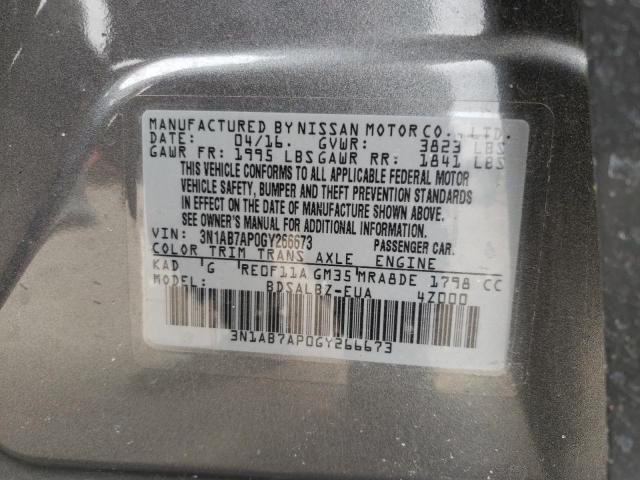 MANUFACTURED BY NISSAN MOTOR CO., LTD.
DATE: 04/16. GVWR: 3823 LBS
GAWR FR: 1995 LBS GAWR RR: 1841 LBS
THIS VEHICLE CONFORMS TO ALL APPLICABLE FEDERAL MOTOR
VEHICLE SAFETY, BUMPER AND THEFT PREVENTION STANDARDS
IN EFFECT ON THE DATE OF MANUFACTURE SHOWN ABOVE.
SEE OWNER'S MANUAL FOR ADDITIONAL INFORMATION.
VIN: 3N1AB7AP0GY266673 PASSENGER CAR.
COLOR TRIM TRANS AXLE ENGINE
KAD G RE0F11A GM35 MRA8DE 1798 CC
MODEL: BDSALBZ-EUA 4Z000
3N1AB7AP0GY266673